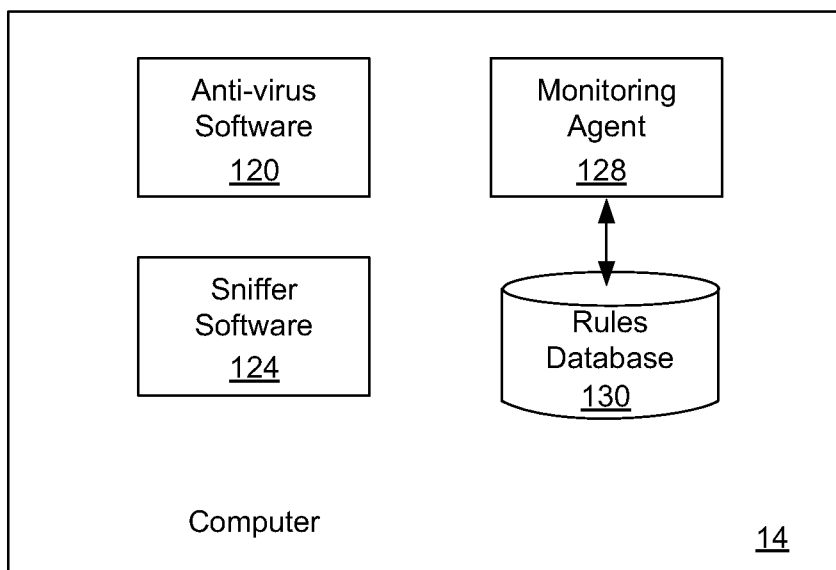 Anti-virus
Software
120
Monitoring
Agent
128
Sniffer
Software
124
Rules
Database
130
Computer
14